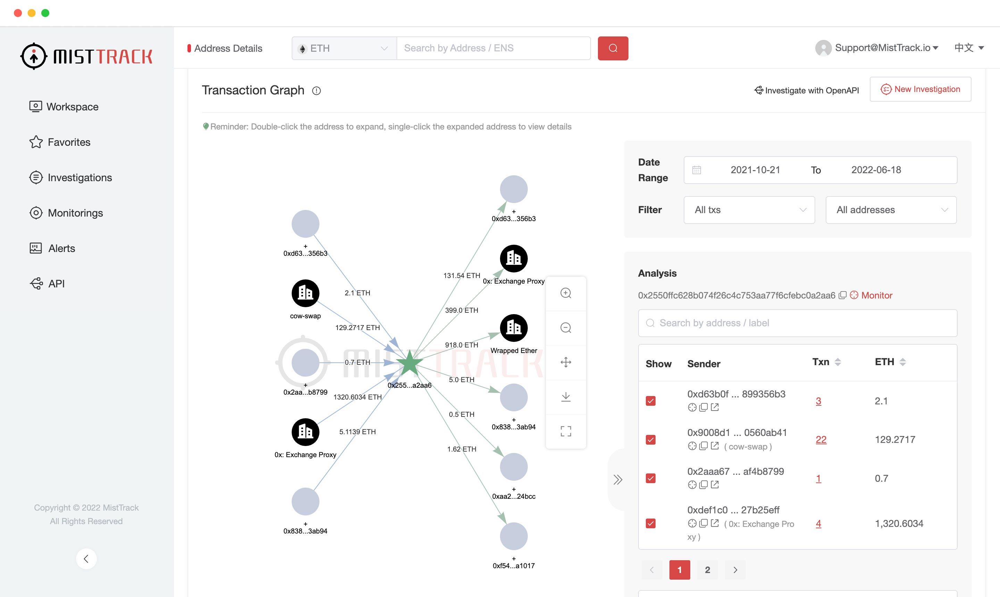 MISTTRACK
Workspace
Favorites
Investigations
Monitorings
Alerts
API
Copyright © 2022 MistTrack
All Rights Reserved
Address Details
ETH
Search by Address / ENS
Support@MistTrack.io
中文
Transaction Graph
Investigate with OpenAPI
New Investigation
Reminder: Double-click the address to expand, single-click the expanded address to view details
+
0xd63...356b3
cow-swap
+
0x2aa...b8799
0x: Exchange Proxy
+
0x838...3ab94
2.1 ETH
129.2717 ETH
0.7 ETH
1320.6034 ETH
5.1139 ETH
MISTTRACK
0x255...a2aa6
131.54 ETH
399.0 ETH
918.0 ETH
5.0 ETH
0.5 ETH
1.62 ETH
+
0xd63...356b3
0x: Exchange Proxy
Wrapped Ether
+
0x838...3ab94
+
0xaa2...24bcc
+
0xf54...a1017
Date
Range
2021-10-21 To 2022-06-18
Filter
All txs
All addresses
Analysis
0x2550ffc628b074f26c4c753aa77f6cfebc0a2aa6 Monitor
Search by address / label
Show Sender Txn ETH
0xd63b0f ... 899356b3 3 2.1
0x9008d1 ... 0560ab41 22 129.2717
( cow-swap )
0x2aaa67 ... af4b8799 1 0.7
0xdef1c0 ... 27b25eff 4 1,320.6034
( 0x: Exchange Pro
xy )
1 2